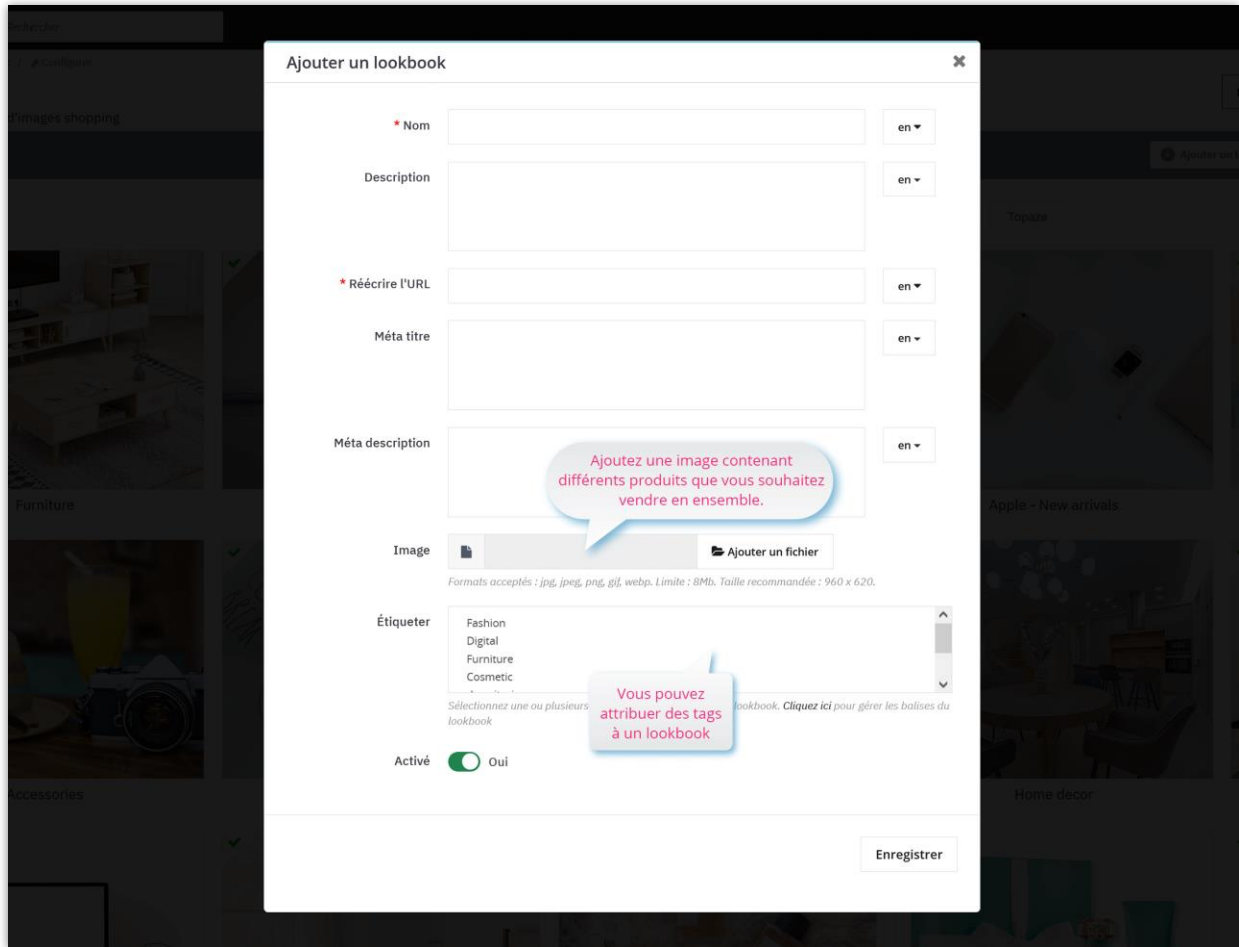 Recherche
Configurer
d'images shopping
Ajouter un lookbook
* Nom
en
Description
en
* Réécrire l'URL
en
Méta titre
en
Méta description
en
Ajoutez une image contenant
différents produits que vous souhaitez
vendre en ensemble.
Image
Ajouter un fichier
Formats acceptés : jpg, jpeg, png, gif, webp. Limite : 8Mb. Taille recommandée : 960 x 620.
Étiqueter
Fashion
Digital
Furniture
Cosmetic
Vous pouvez
attribuer des tags
à un lookbook
Sélectionnez une ou plusieurs lookbook. Cliquez ici pour gérer les balises du
lookbook
Activé
Oui
Enregistrer
Topaze
Furniture
Apple - New arrivals
Accessories
Home decor